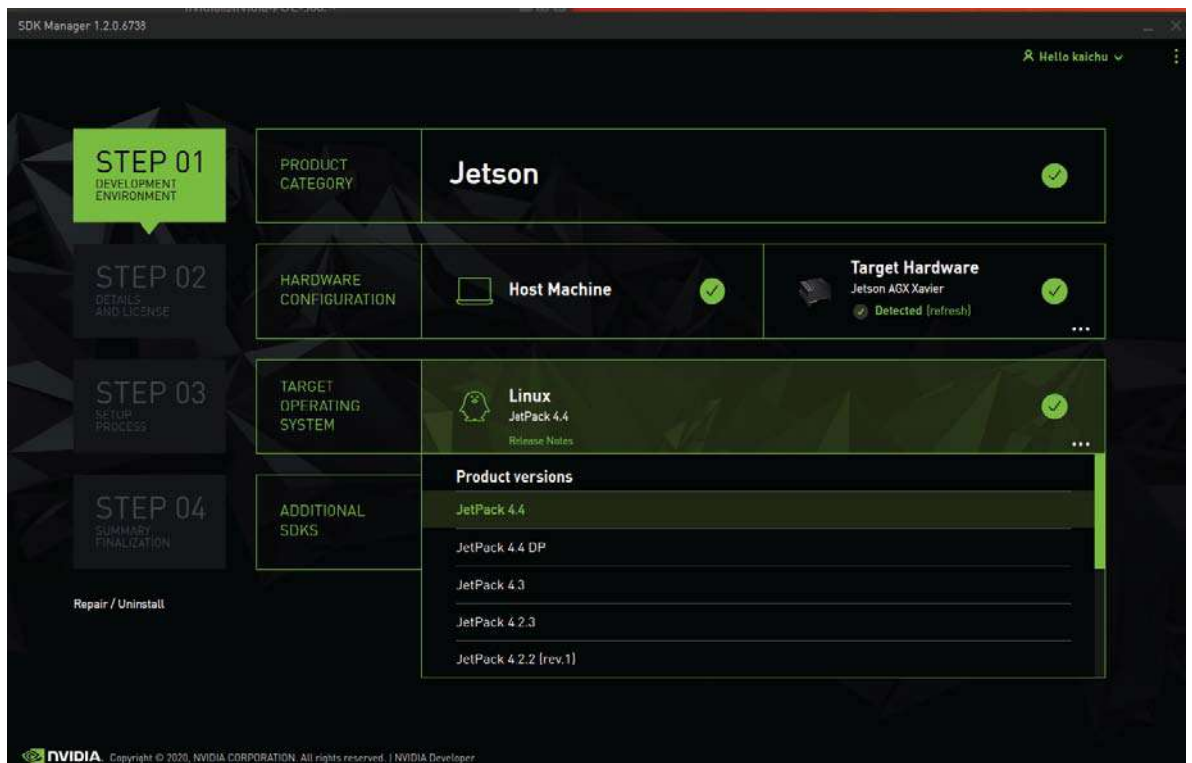 SDK Manager 1.2.0.6738
Hello kaichu
STEP 01
DEVELOPMENT
ENVIRONMENT
PRODUCT
CATEGORY
Jetson
STEP 02
DETAILS
AND LICENSE
HARDWARE
CONFIGURATION
Host Machine
Target Hardware
Jetson AGX Xavier
Detected [refresh]
...
STEP 03
SETUP
PROCESS
TARGET
OPERATING
SYSTEM
Linux
JetPack 4.4
Release Notes
...
STEP 04
SUMMARY
FINALIZATION
ADDITIONAL
SDKS
Product versions
JetPack 4.4
JetPack 4.4 DP
JetPack 4.3
JetPack 4.2.3
JetPack 4.2.2 [rev.1]
Repair / Uninstall
NVIDIA. Copyright © 2020, NVIDIA CORPORATION. All rights reserved. | NVIDIA Developer